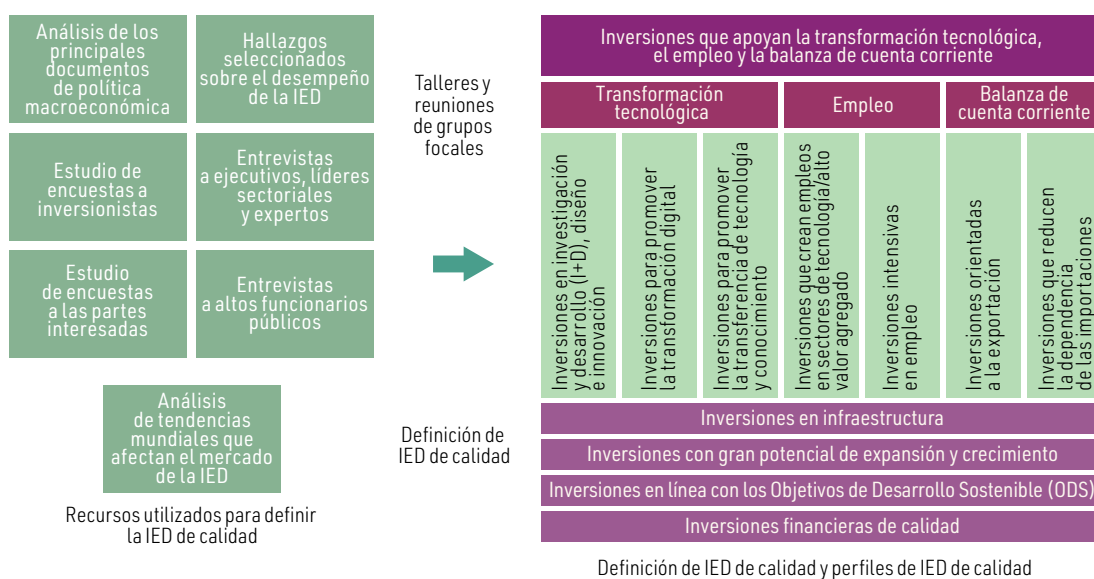 Análisis de los
principales
documentos
de política
macroeconómica
Hallazgos
seleccionados
sobre el desempeño
de la IED
Estudio de
encuestas a
inversionistas
Entrevistas
a ejecutivos, líderes
sectoriales
y expertos
Estudio
de encuestas
a las partes
interesadas
Entrevistas
a altos funcionarios
públicos
Análisis
de tendencias
mundiales que
afectan el mercado
de la IED
Recursos utilizados para definir
la IED de calidad
Talleres y
reuniones
de grupos
focales
Definición de
IED de calidad
Inversiones que apoyan la transformación tecnológica,
el empleo y la balanza de cuenta corriente
Transformación
tecnológica
Empleo
Balanza de
cuenta corriente
Inversiones en investigación
y desarrollo (I+D), diseño
e innovación
Inversiones para promover
la transformación digital
Inversiones para promover
la transferencia de tecnología
y conocimiento
Inversiones que crean empleos
en sectores de tecnología/alto
valor agregado
Inversiones intensivas
en empleo
Inversiones orientadas
a la exportación
Inversiones que reducen
la dependencia
de las importaciones
Inversiones en infraestructura
Inversiones con gran potencial de expansión y crecimiento
Inversiones en línea con los Objetivos de Desarrollo Sostenible (ODS)
Inversiones financieras de calidad
Definición de IED de calidad y perfiles de IED de calidad